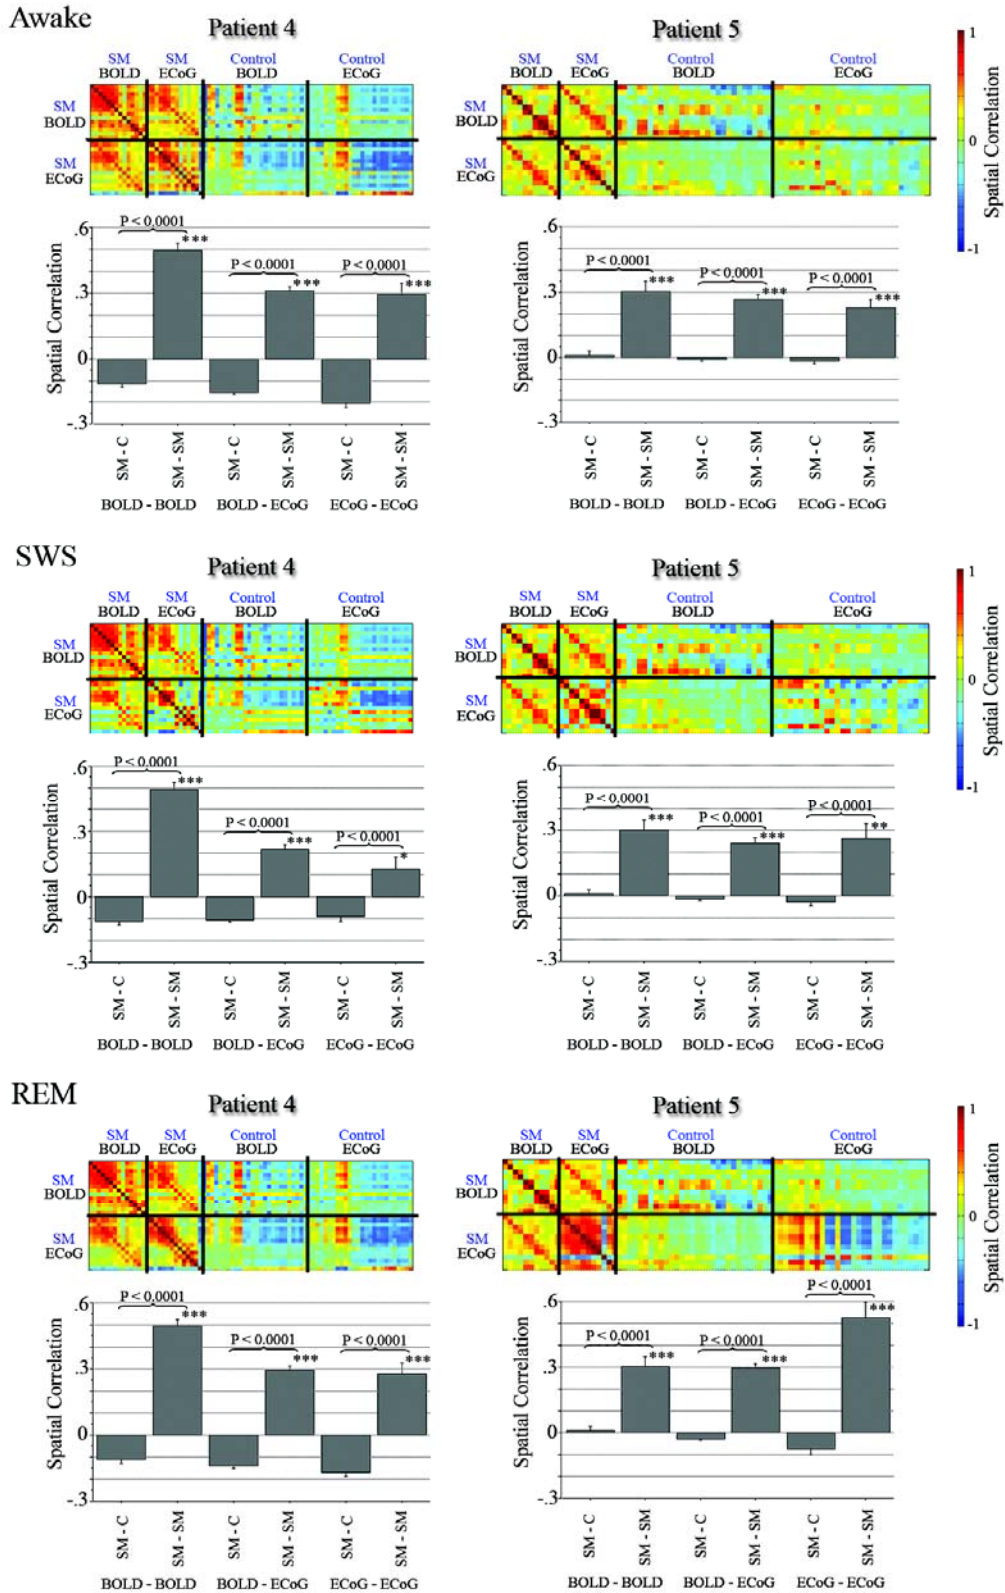 Awake
Patient 4
Patient 5
SM SM Control Control
BOLD ECoG BOLD ECoG
SM SM Control Control
BOLD ECoG BOLD ECoG
SM
BOLD
SM
ECoG
SM
BOLD
SM
ECoG
1
0
-1
Spatial Correlation
Spatial Correlation
.6
.3
0
-.3
P < 0.0001
***
P < 0.0001
***
P < 0.0001
***
SM - C
SM - SM
SM - C
SM - SM
SM - C
SM - SM
BOLD - BOLD BOLD - ECoG ECoG - ECoG
Spatial Correlation
.6
.3
0
-.3
P < 0.0001
***
P < 0.0001
***
P < 0.0001
***
SM - C
SM - SM
SM - C
SM - SM
SM - C
SM - SM
BOLD - BOLD BOLD - ECoG ECoG - ECoG
SWS
Patient 4
Patient 5
SM SM Control Control
BOLD ECoG BOLD ECoG
SM SM Control Control
BOLD ECoG BOLD ECoG
SM
BOLD
SM
ECoG
SM
BOLD
SM
ECoG
1
0
-1
Spatial Correlation
Spatial Correlation
.6
.3
0
-.3
P < 0.0001
***
P < 0.0001
***
P < 0.0001
*
SM - C
SM - SM
SM - C
SM - SM
SM - C
SM - SM
BOLD - BOLD BOLD - ECoG ECoG - ECoG
Spatial Correlation
.6
.3
0
-.3
P < 0.0001
***
P < 0.0001
***
P < 0.0001
**
SM - C
SM - SM
SM - C
SM - SM
SM - C
SM - SM
BOLD - BOLD BOLD - ECoG ECoG - ECoG
REM
Patient 4
Patient 5
SM SM Control Control
BOLD ECoG BOLD ECoG
SM SM Control Control
BOLD ECoG BOLD ECoG
SM
BOLD
SM
ECoG
SM
BOLD
SM
ECoG
1
0
-1
Spatial Correlation
Spatial Correlation
.6
.3
0
-.3
P < 0.0001
***
P < 0.0001
***
P < 0.0001
***
SM - C
SM - SM
SM - C
SM - SM
SM - C
SM - SM
BOLD - BOLD BOLD - ECoG ECoG - ECoG
Spatial Correlation
.6
.3
0
-.3
P < 0.0001
***
P < 0.0001
***
P < 0.0001
***
SM - C
SM - SM
SM - C
SM - SM
SM - C
SM - SM
BOLD - BOLD BOLD - ECoG ECoG - ECoG